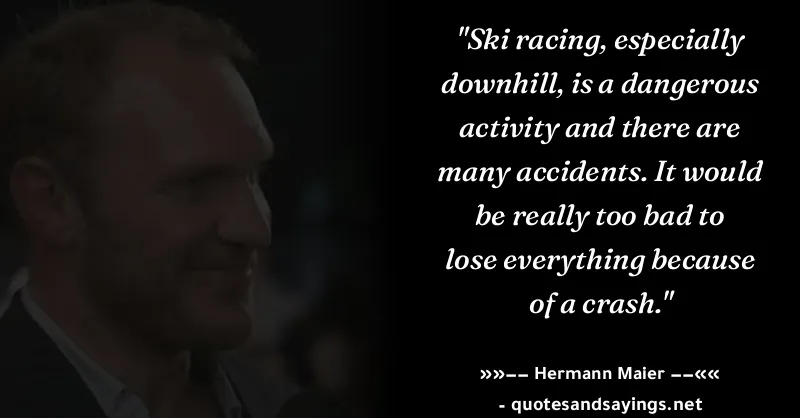 "Ski racing, especially
downhill, is a dangerous
activity and there are
many accidents. It would
be really too bad to
lose everything because
of a crash."
»»–– Hermann Maier ––««
- quotesandsayings.net